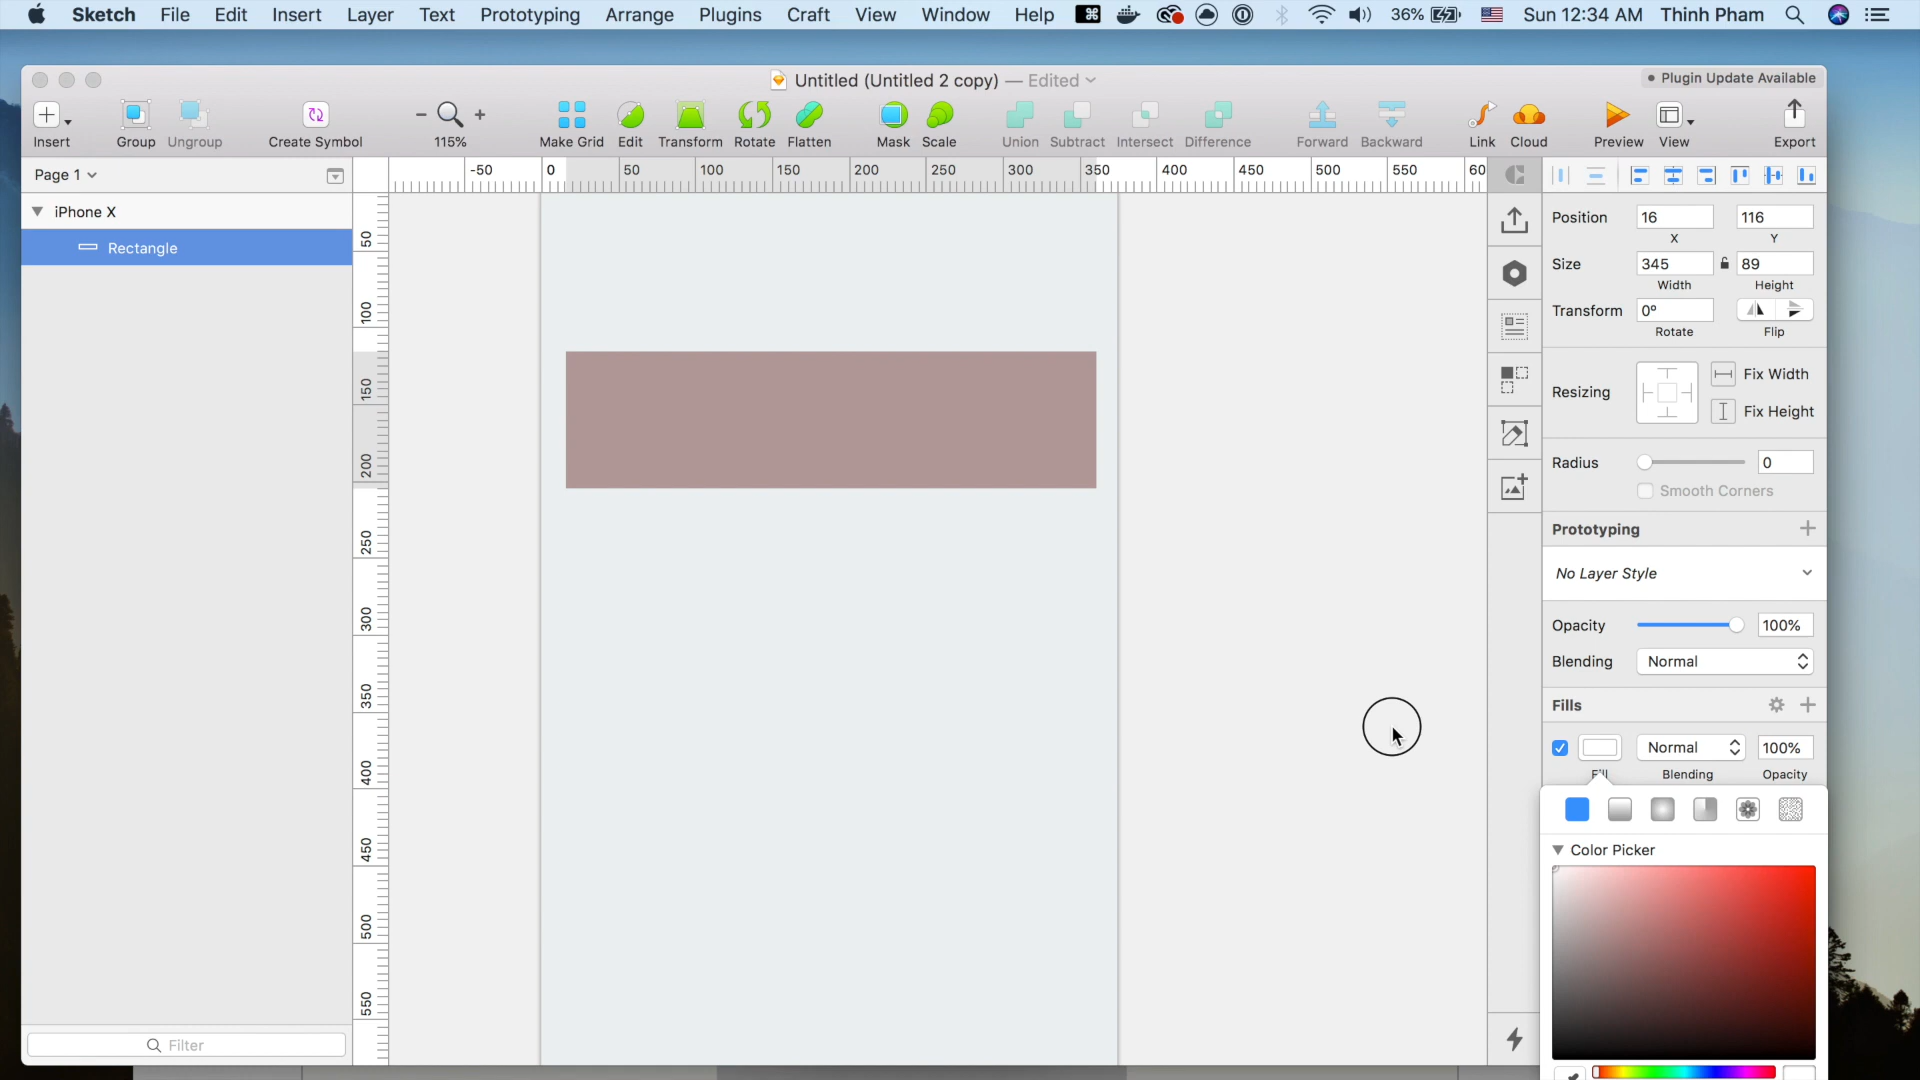 Sketch File Edit Insert Layer Text Prototyping Arrange Plugins Craft View Window Help 36% Sun 12:34 AM Thinh Pham
Untitled (Untitled 2 copy) — Edited
Plugin Update Available
Insert Group Ungroup Create Symbol 115% Make Grid Edit Transform Rotate Flatten Mask Scale Union Subtract Intersect Difference Forward Backward Link Cloud Preview View Export
Page 1
-50 0 50 100 150 200 250 300 350 400 450 500 550 60
iPhone X
Rectangle
50
100
150
200
250
300
350
400
450
500
550
Filter
Position 16 116
X Y
Size 345 89
Width Height
Transform 0º
Rotate Flip
Resizing Fix Width
Fix Height
Radius 0
Smooth Corners
Prototyping
No Layer Style
Opacity 100%
Blending Normal
Fills
Normal 100%
Fill Blending Opacity
Color Picker